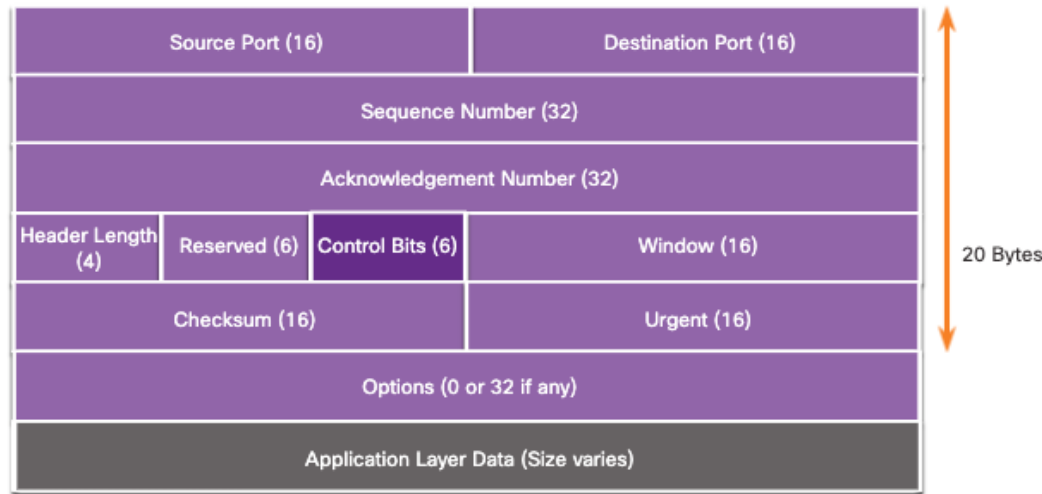 Source Port (16)
Destination Port (16)
Sequence Number (32)
Acknowledgement Number (32)
Header Length
(4)
Reserved (6)
Control Bits (6)
Window (16)
20 Bytes
Checksum (16)
Urgent (16)
Options (0 or 32 if any)
Application Layer Data (Size varies)